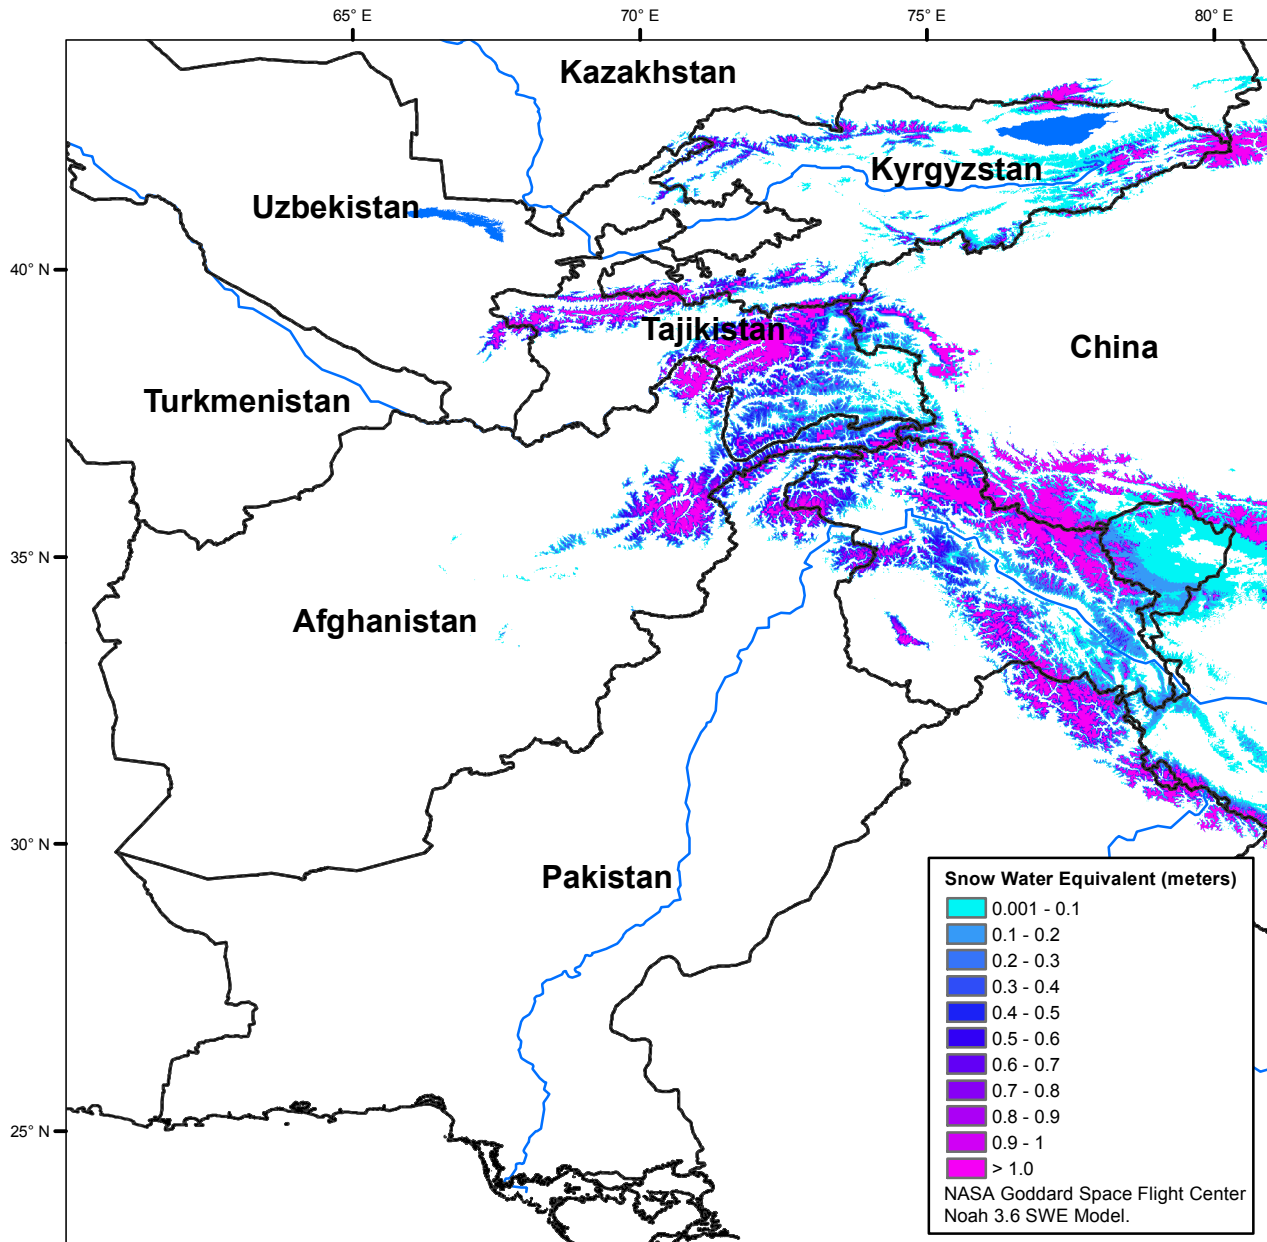 65° E
70° E
75° E
80° E
Kazakhstan
Kyrgyzstan
Uzbekistan
40° N
Tajikistan
China
Turkmenistan
35° N
Afghanistan
30° N
Pakistan
25° N
Snow Water Equivalent (meters)
0.001 - 0.1
0.1 - 0.2
0.2 - 0.3
0.3 - 0.4
0.4 - 0.5
0.5 - 0.6
0.6 - 0.7
0.7 - 0.8
0.8 - 0.9
0.9 - 1
> 1.0
NASA Goddard Space Flight Center
Noah 3.6 SWE Model.